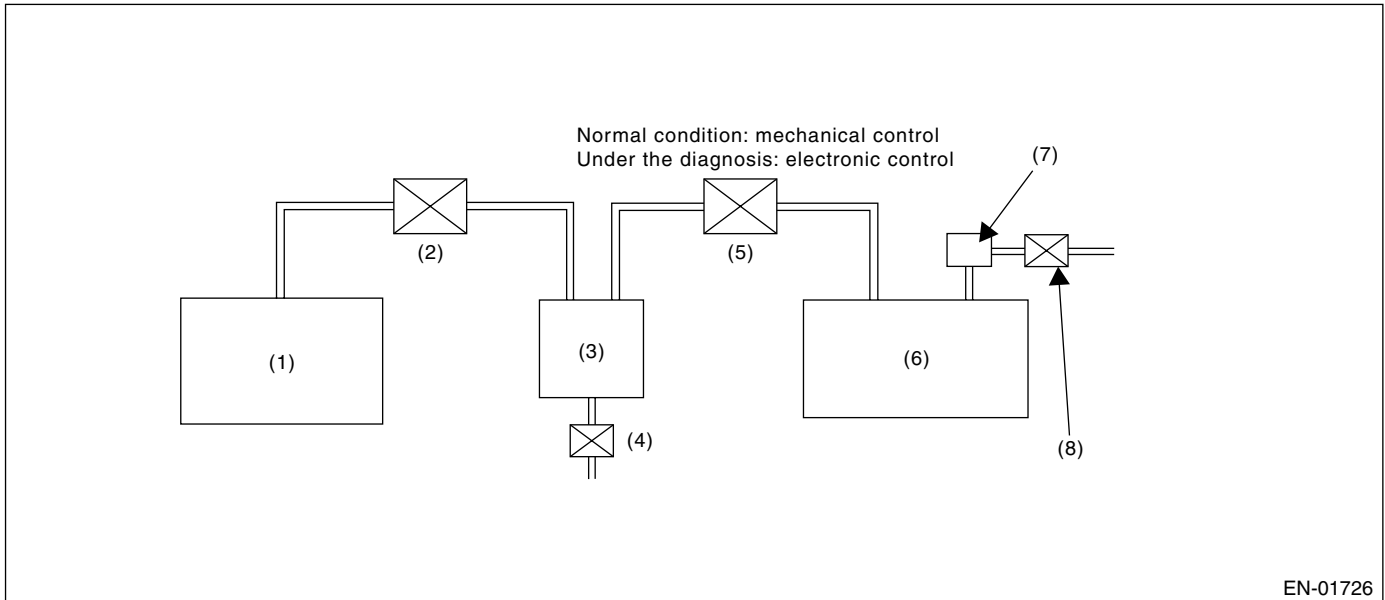 Normal condition: mechanical control
Under the diagnosis: electronic control
(7)
(2)
(5)
(1)
(3)
(6)
(4)
(8)
EN-01726